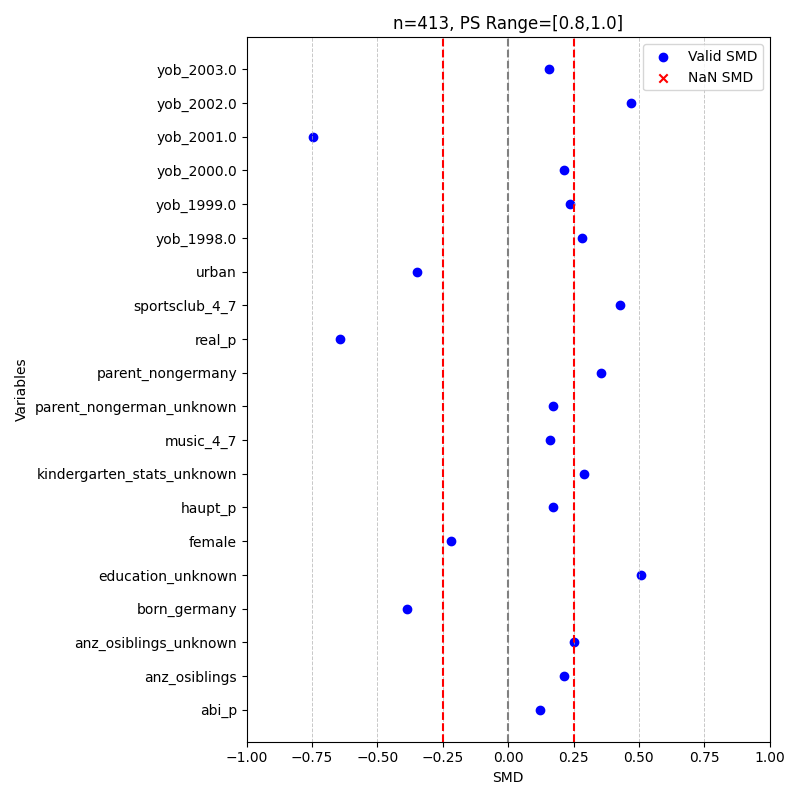 n=413, PS Range=[0.8,1.0]
Valid SMD
NaN SMD
yob_2003.0
yob_2002.0
yob_2001.0
yob_2000.0
yob_1999.0
yob_1998.0
urban
sportsclub_4_7
real_p
parent_nongermany
parent_nongerman_unknown
music_4_7
kindergarten_stats_unknown
haupt_p
female
education_unknown
born_germany
anz_osiblings_unknown
anz_osiblings
abi_p
Variables
−1.00 −0.75 −0.50 −0.25 0.00 0.25 0.50 0.75 1.00
SMD